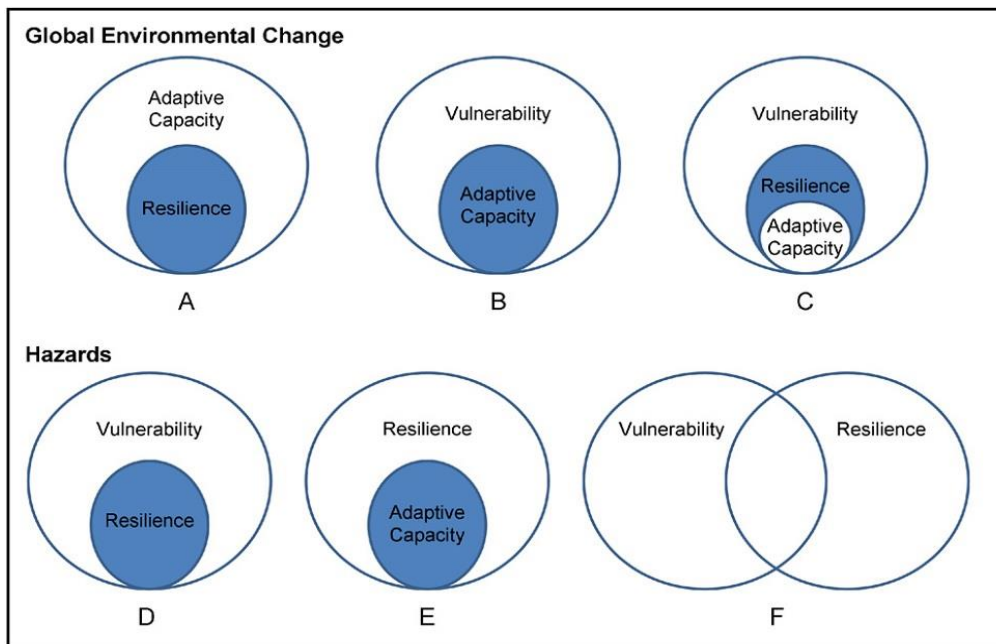 Global Environmental Change
Adaptive
Capacity
Resilience
A
Vulnerability
Adaptive
Capacity
B
Vulnerability
Resilience
Adaptive
Capacity
C
Hazards
Vulnerability
Resilience
D
Resilience
Adaptive
Capacity
E
Vulnerability
Resilience
F